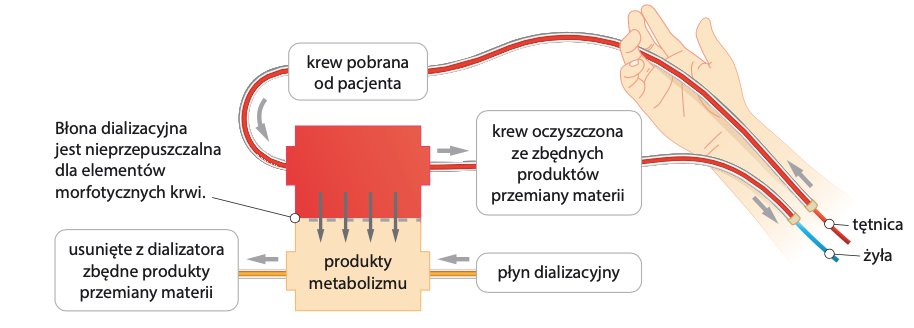 krew pobrana
od pacjenta
Błona dializacyjna
jest nieprzepuszczalna
dla elementów
morfotycznych krwi.
krew oczyszczona
ze zbędnych
produktów
przemiany materii
tętnica
żyła
usunięte z dializatora
zbędne produkty
przemiany materii
produkty
metabolizmu
płyn dializacyjny